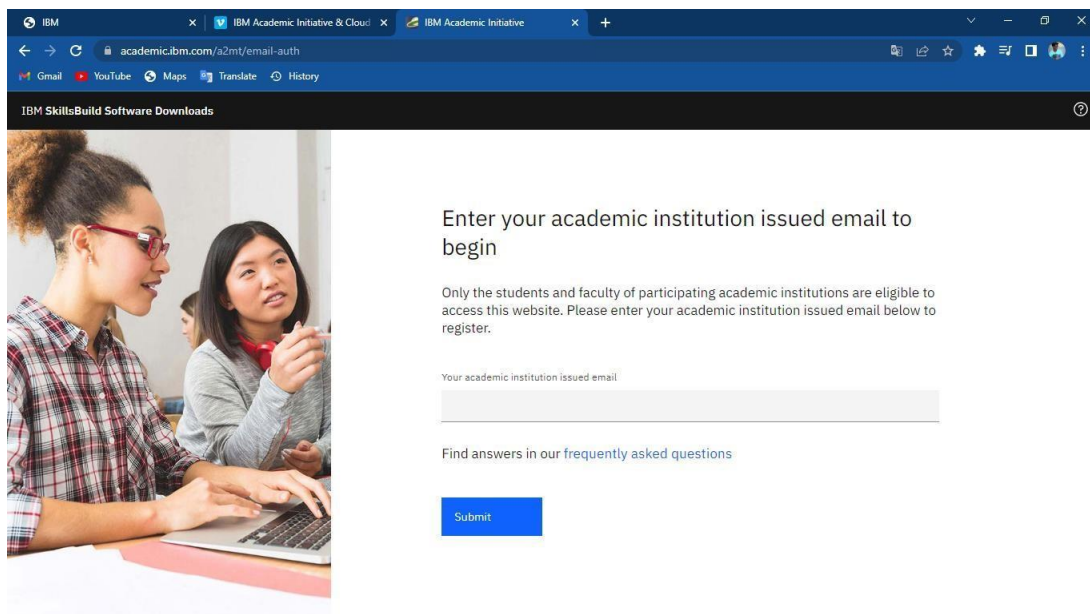 IBM
IBM Academic Initiative & Cloud
IBM Academic Initiative
academic.ibm.com/a2mt/email-auth
Gmail YouTube Maps Translate History
IBM SkillsBuild Software Downloads
Enter your academic institution issued email to
begin
Only the students and faculty of participating academic institutions are eligible to
access this website. Please enter your academic institution issued email below to
register.
Your academic institution issued email
Find answers in our frequently asked questions
Submit